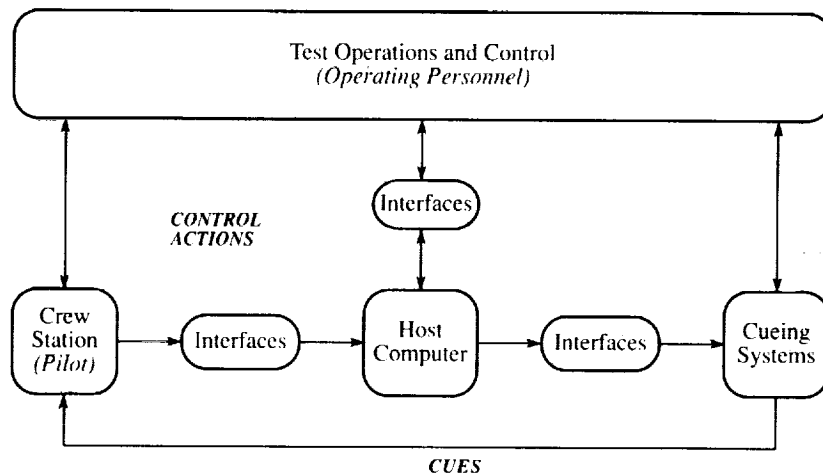 Test Operations and Control
(Operating Personnel)
Interfaces
CONTROL
ACTIONS
Crew
Station
(Pilot)
Interfaces
Host
Computer
Interfaces
Cueing
Systems
CUES